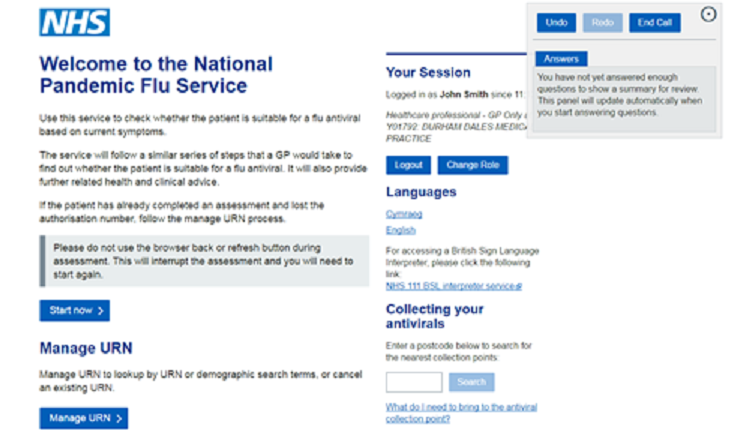 NHS
Welcome to the National
Pandemic Flu Service
Use this service to check whether the patient is suitable for a flu antiviral
based on current symptoms.
The service will follow a similar series of steps that a GP would take to
find out whether the patient is suitable for a flu antiviral. It will also provide
further related health and clinical advice.
If the patient has already completed an assessment and lost the
authorisation number, follow the manage URN process.
Please do not use the browser back or refresh button during
assessment. This will interrupt the assessment and you will need to
start again.
Start now
Manage URN
Manage URN to lookup by URN or demographic search terms, or cancel
an existing URN.
Manage URN
Your Session
Logged in as John Smith since 11:
Healthcare professional - GP Only
Y01792: DURHAM DALES MEDIC
PRACTICE
Logout Change Role
Languages
Cymraeg
English
For accessing a British Sign Language
Interpreter, please click the following
link:
NHS 111 BSL interpreter service
Collecting your
antivirals
Enter a postcode below to search for
the nearest collection points:
Search
What do I need to bring to the antiviral
collection point?
Undo Redo End Call
Answers
You have not yet answered enough
questions to show a summary for review.
This panel will update automatically when
you start answering questions.